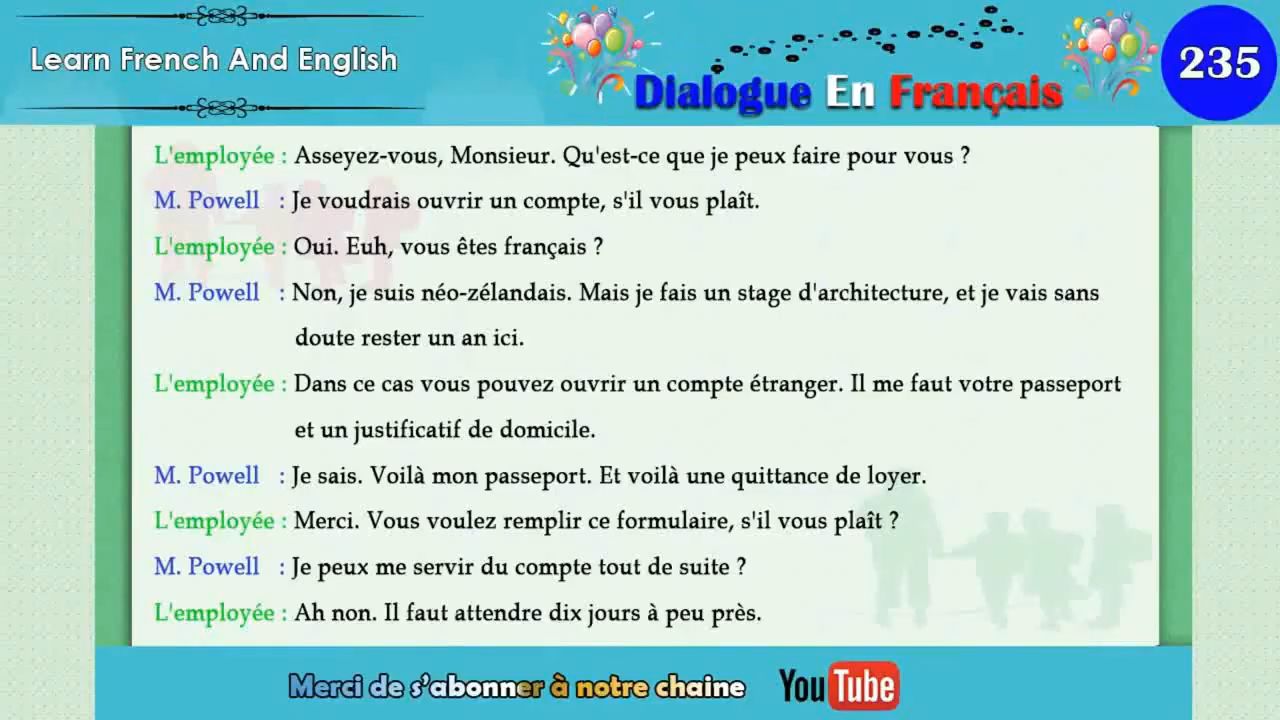 Learn French And English
Dialogue En Français
235
L'employée : Asseyez-vous, Monsieur. Qu'est-ce que je peux faire pour vous ?
M. Powell : Je voudrais ouvrir un compte, s'il vous plaît.
L'employée : Oui. Euh, vous êtes français ?
M. Powell : Non, je suis néo-zélandais. Mais je fais un stage d'architecture, et je vais sans
doute rester un an ici.
L'employée : Dans ce cas vous pouvez ouvrir un compte étranger. Il me faut votre passeport
et un justificatif de domicile.
M. Powell : Je sais. Voilà mon passeport. Et voilà une quittance de loyer.
L'employée : Merci. Vous voulez remplir ce formulaire, s'il vous plaît ?
M. Powell : Je peux me servir du compte tout de suite ?
L'employée : Ah non. Il faut attendre dix jours à peu près.
Merci de s'abonner à notre chaine
YouTube